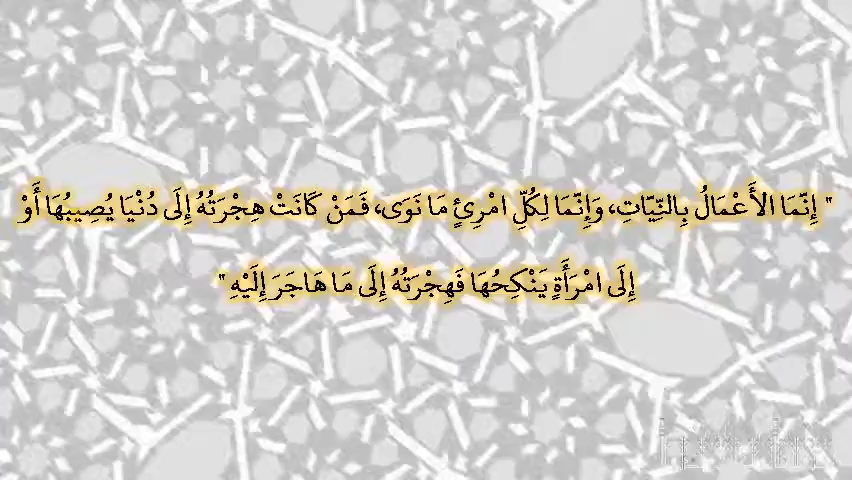 " إِنَّمَا الأَعْمَالُ بِالنِّيَّاتِ، وَإِنَّمَا لِكُلِّ امْرِئٍ مَا نَوَى، فَمَنْ كَانَتْ هِجْرَتُهُ إِلَى دُنْيَا يُصِيبُهَا أَوْ
إِلَى امْرَأَةٍ يَنْكِحُهَا فَهِجْرَتُهُ إِلَى مَا هَاجَرَ إِلَيْهِ "